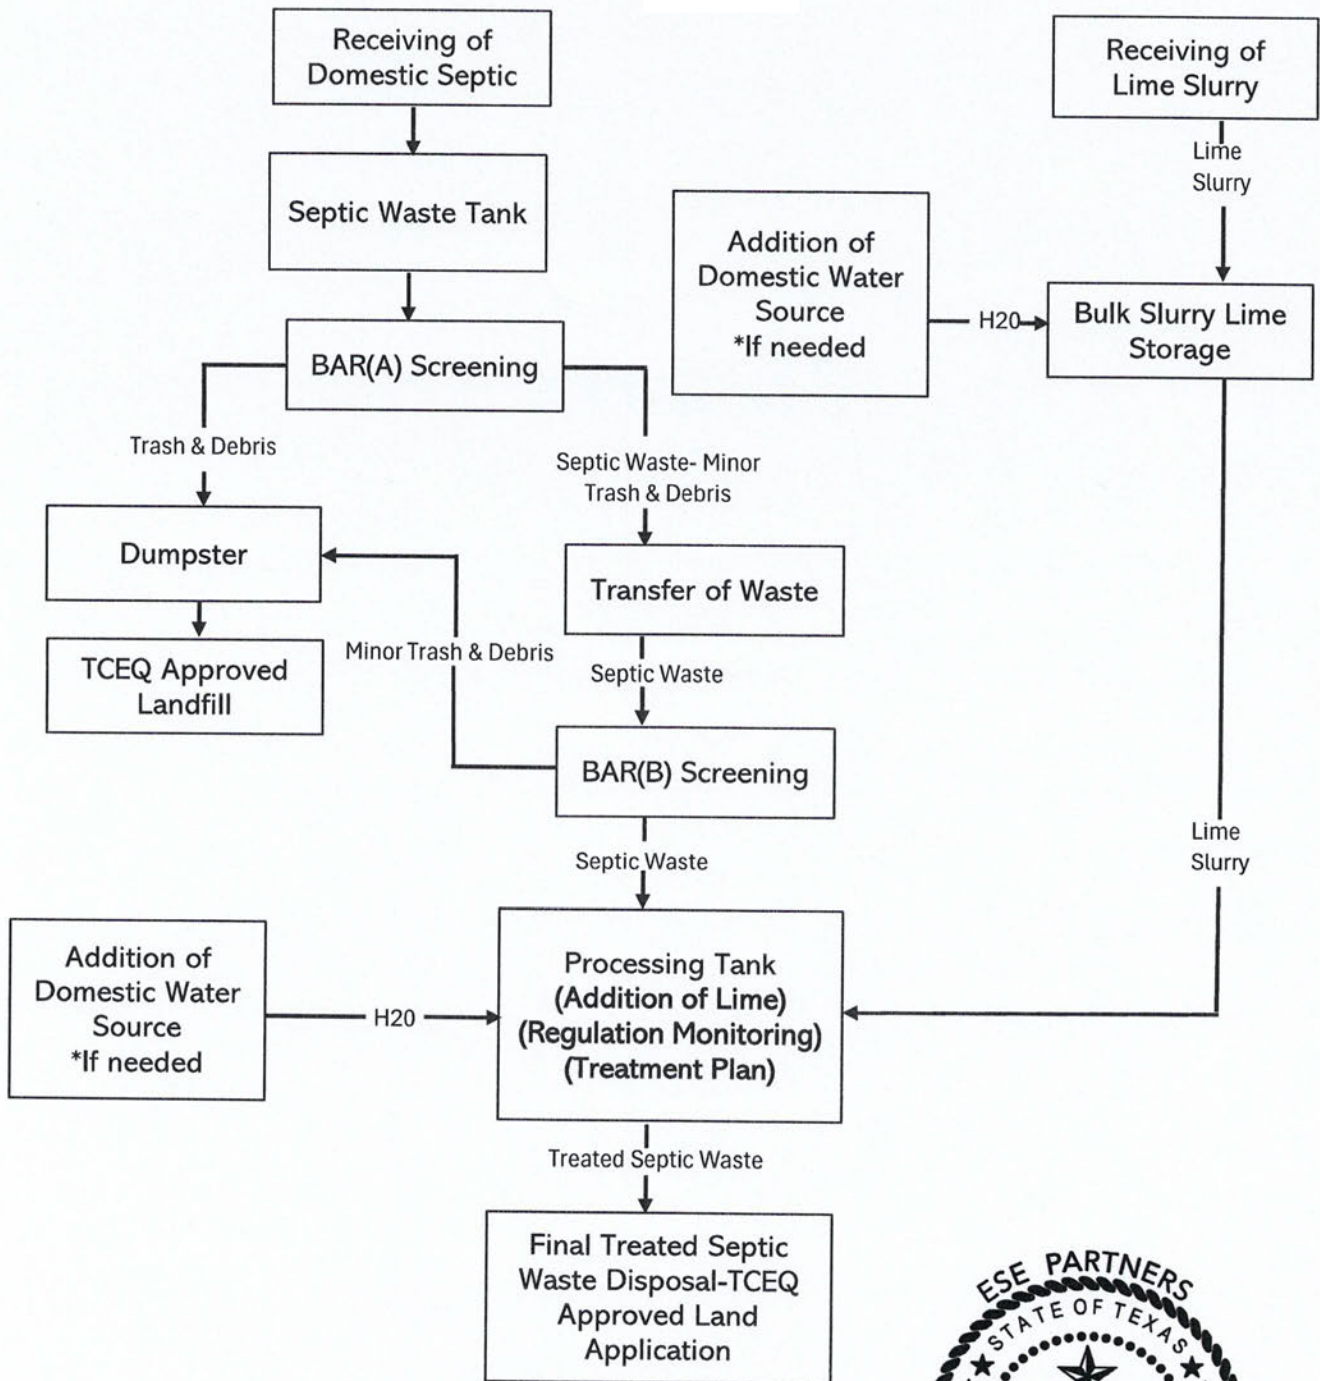 Receiving of
Domestic Septic
Receiving of
Lime Slurry
Lime
Slurry
Septic Waste Tank
Addition of
Domestic Water
Source
*If needed
H20
Bulk Slurry Lime
Storage
BAR(A) Screening
Trash & Debris
Septic Waste- Minor
Trash & Debris
Dumpster
Transfer of Waste
TCEQ Approved
Landfill
Minor Trash & Debris
Septic Waste
BAR(B) Screening
Septic Waste
Lime
Slurry
Addition of
Domestic Water
Source
*If needed
H20
Processing Tank
(Addition of Lime)
(Regulation Monitoring)
(Treatment Plan)
Treated Septic Waste
Final Treated Septic
Waste Disposal-TCEQ
Approved Land
Application
ESE PARTNERS
STATE OF TEXAS